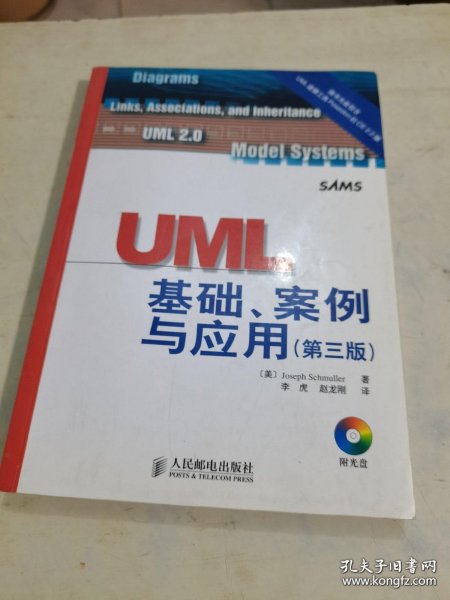 Diagrams
Links, Associations, and Inheritance
UML 2.0
Model Systems
SAMS
UML
基础、案例
与应用(第三版)
〔美〕Joseph Schmuller 著
李虎 赵龙刚 译
附光盘
人民邮电出版社
POSTS & TELECOM PRESS
孔夫子旧书网
www.kongfz.com